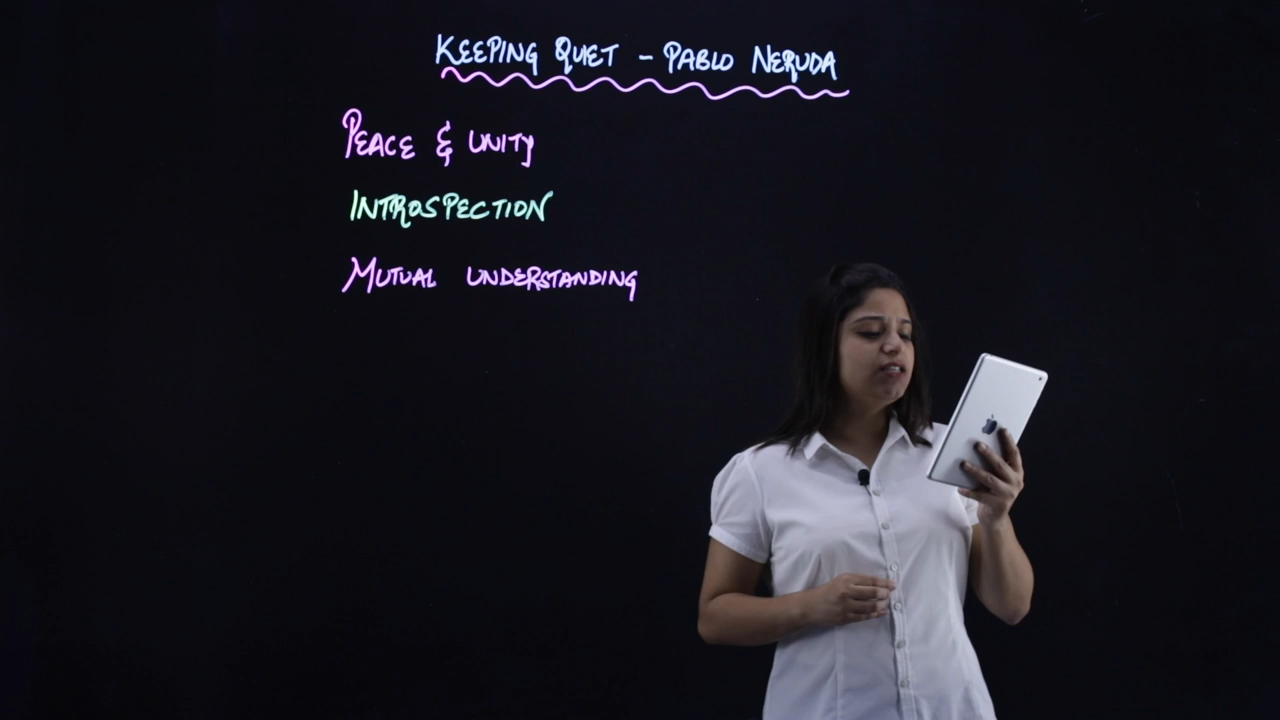 KEEPING QUIET - PABLO NERUDA
PEACE & UNITY
INTROSPECTION
MUTUAL UNDERSTANDING